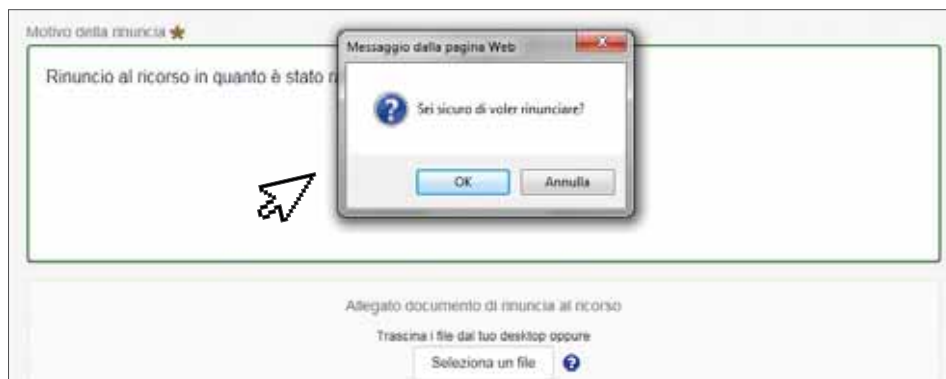 Motivo della rinuncia
Messaggio dalla pagina Web
Rinuncio al ricorso in quanto è stato
Sei sicuro di voler rinunciare?
OK
Annulla
Allegato documento di rinuncia al ricorso
Trascina i file dal tuo desktop oppure
Seleziona un file